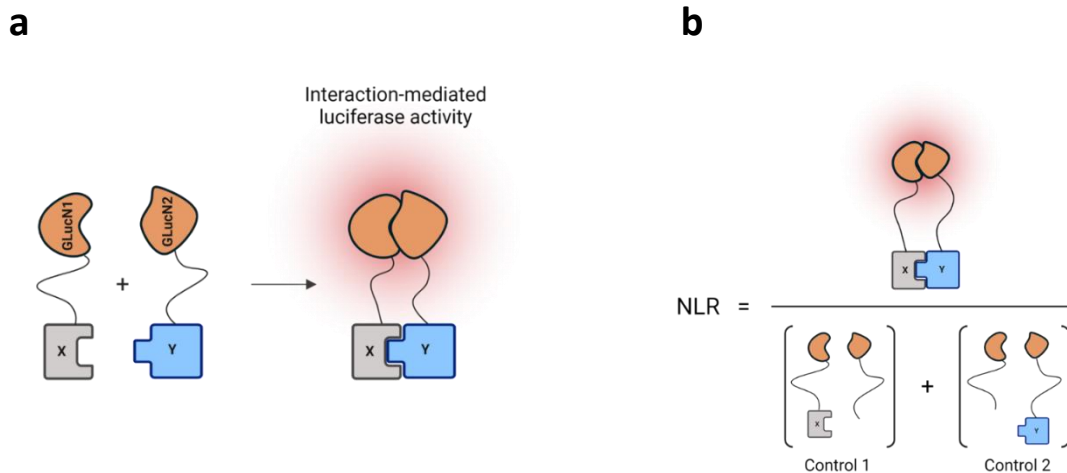 a
b
Interaction-mediated
luciferase activity
GLucN1
GLucN2
+
X
Y
X
Y
X
Y
NLR =
+
X
Y
Control 1
Control 2